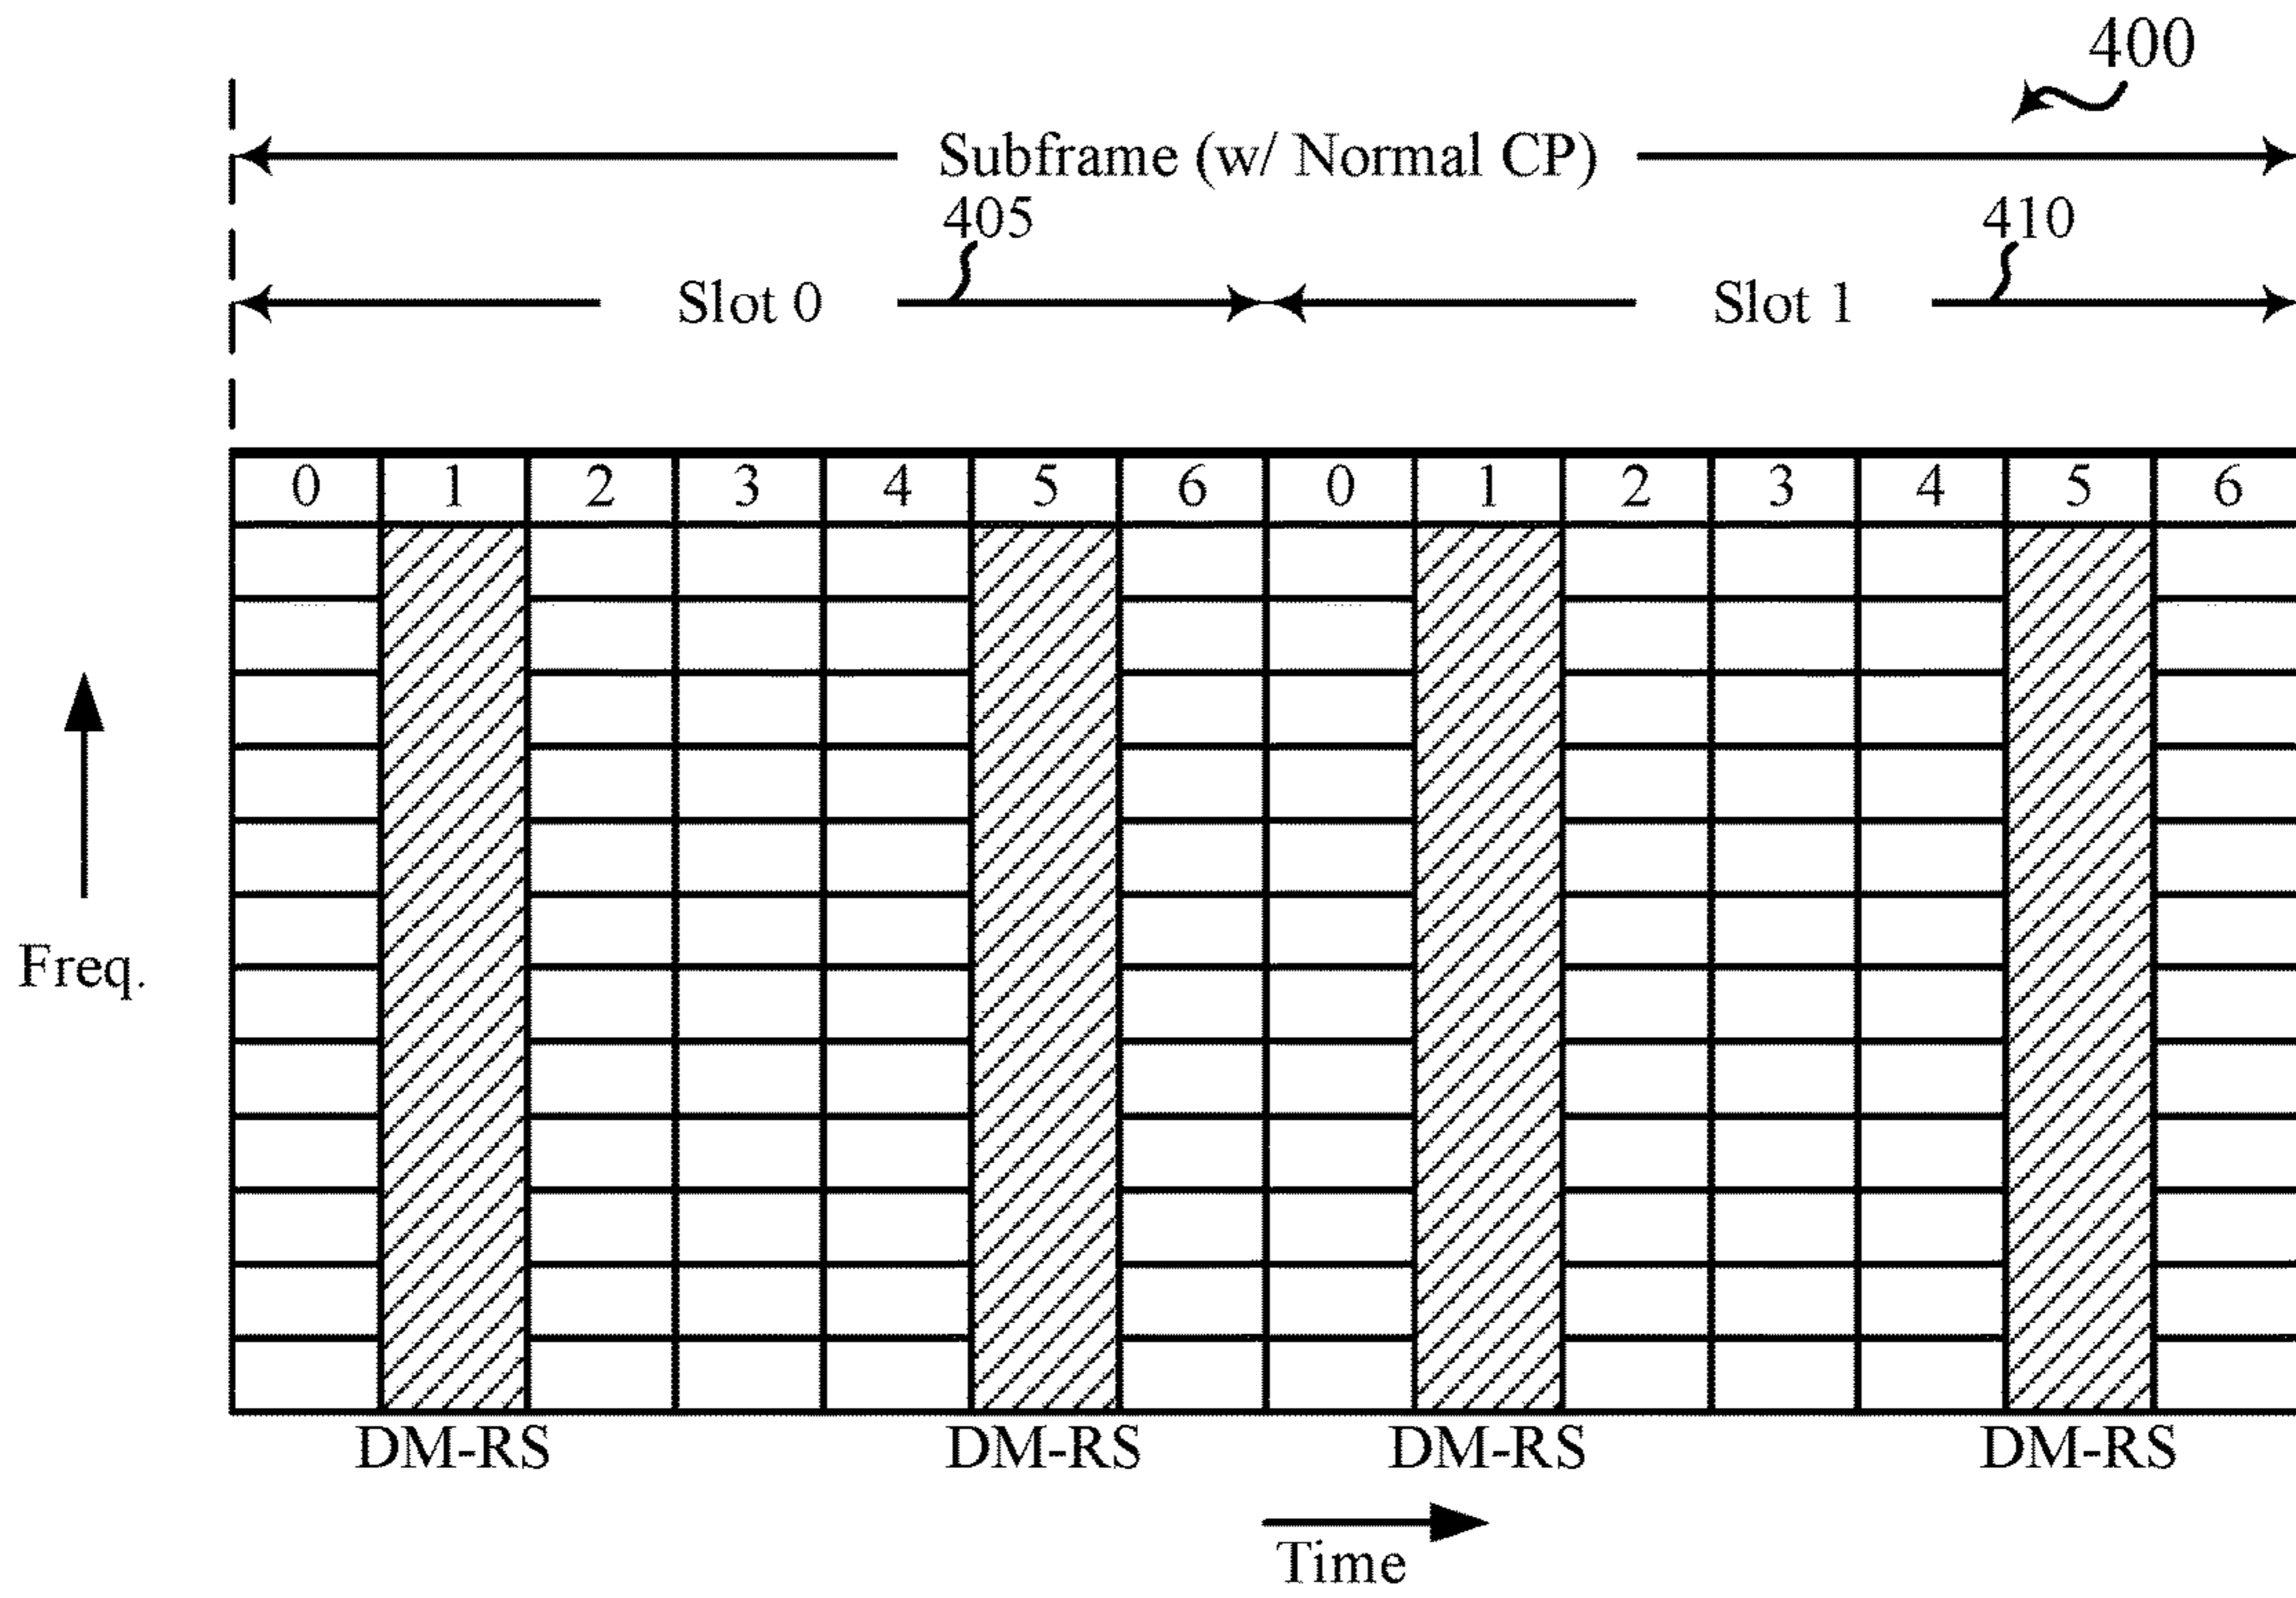 400
Subframe (w/ Normal CP)
405
410
Slot 0
Slot 1
0 1 2 3 4 5 6 0 1 2 3 4 5 6
Freq.
DM-RS DM-RS DM-RS DM-RS
Time